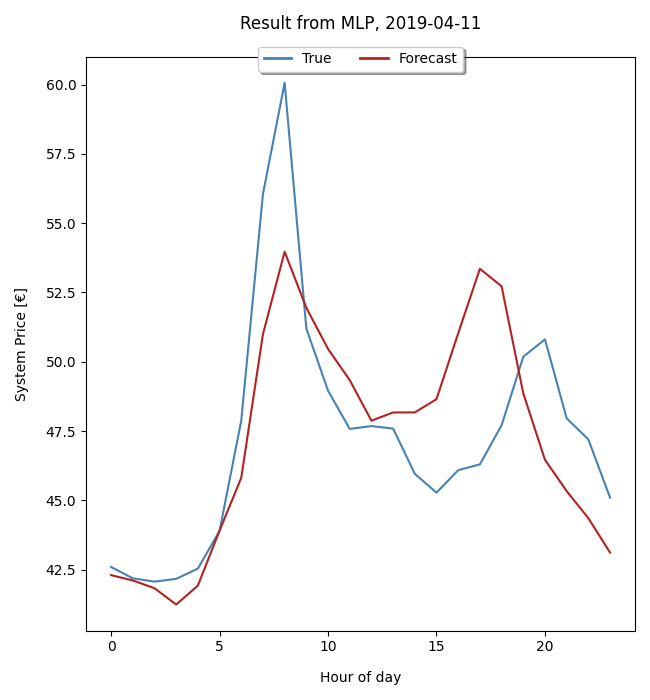 Result from MLP, 2019-04-11
True Forecast
60.0
57.5
55.0
52.5
50.0
47.5
45.0
42.5
System Price [€]
0 5 10 15 20
Hour of day